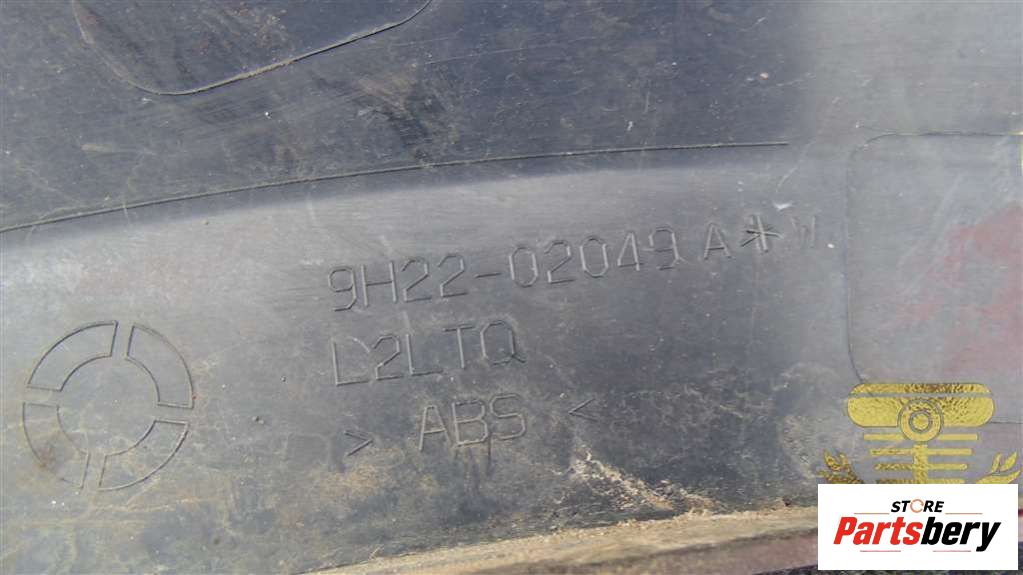 9H22-02049 A* W
L2LTQ
> ABS <
STORE
Partsbery